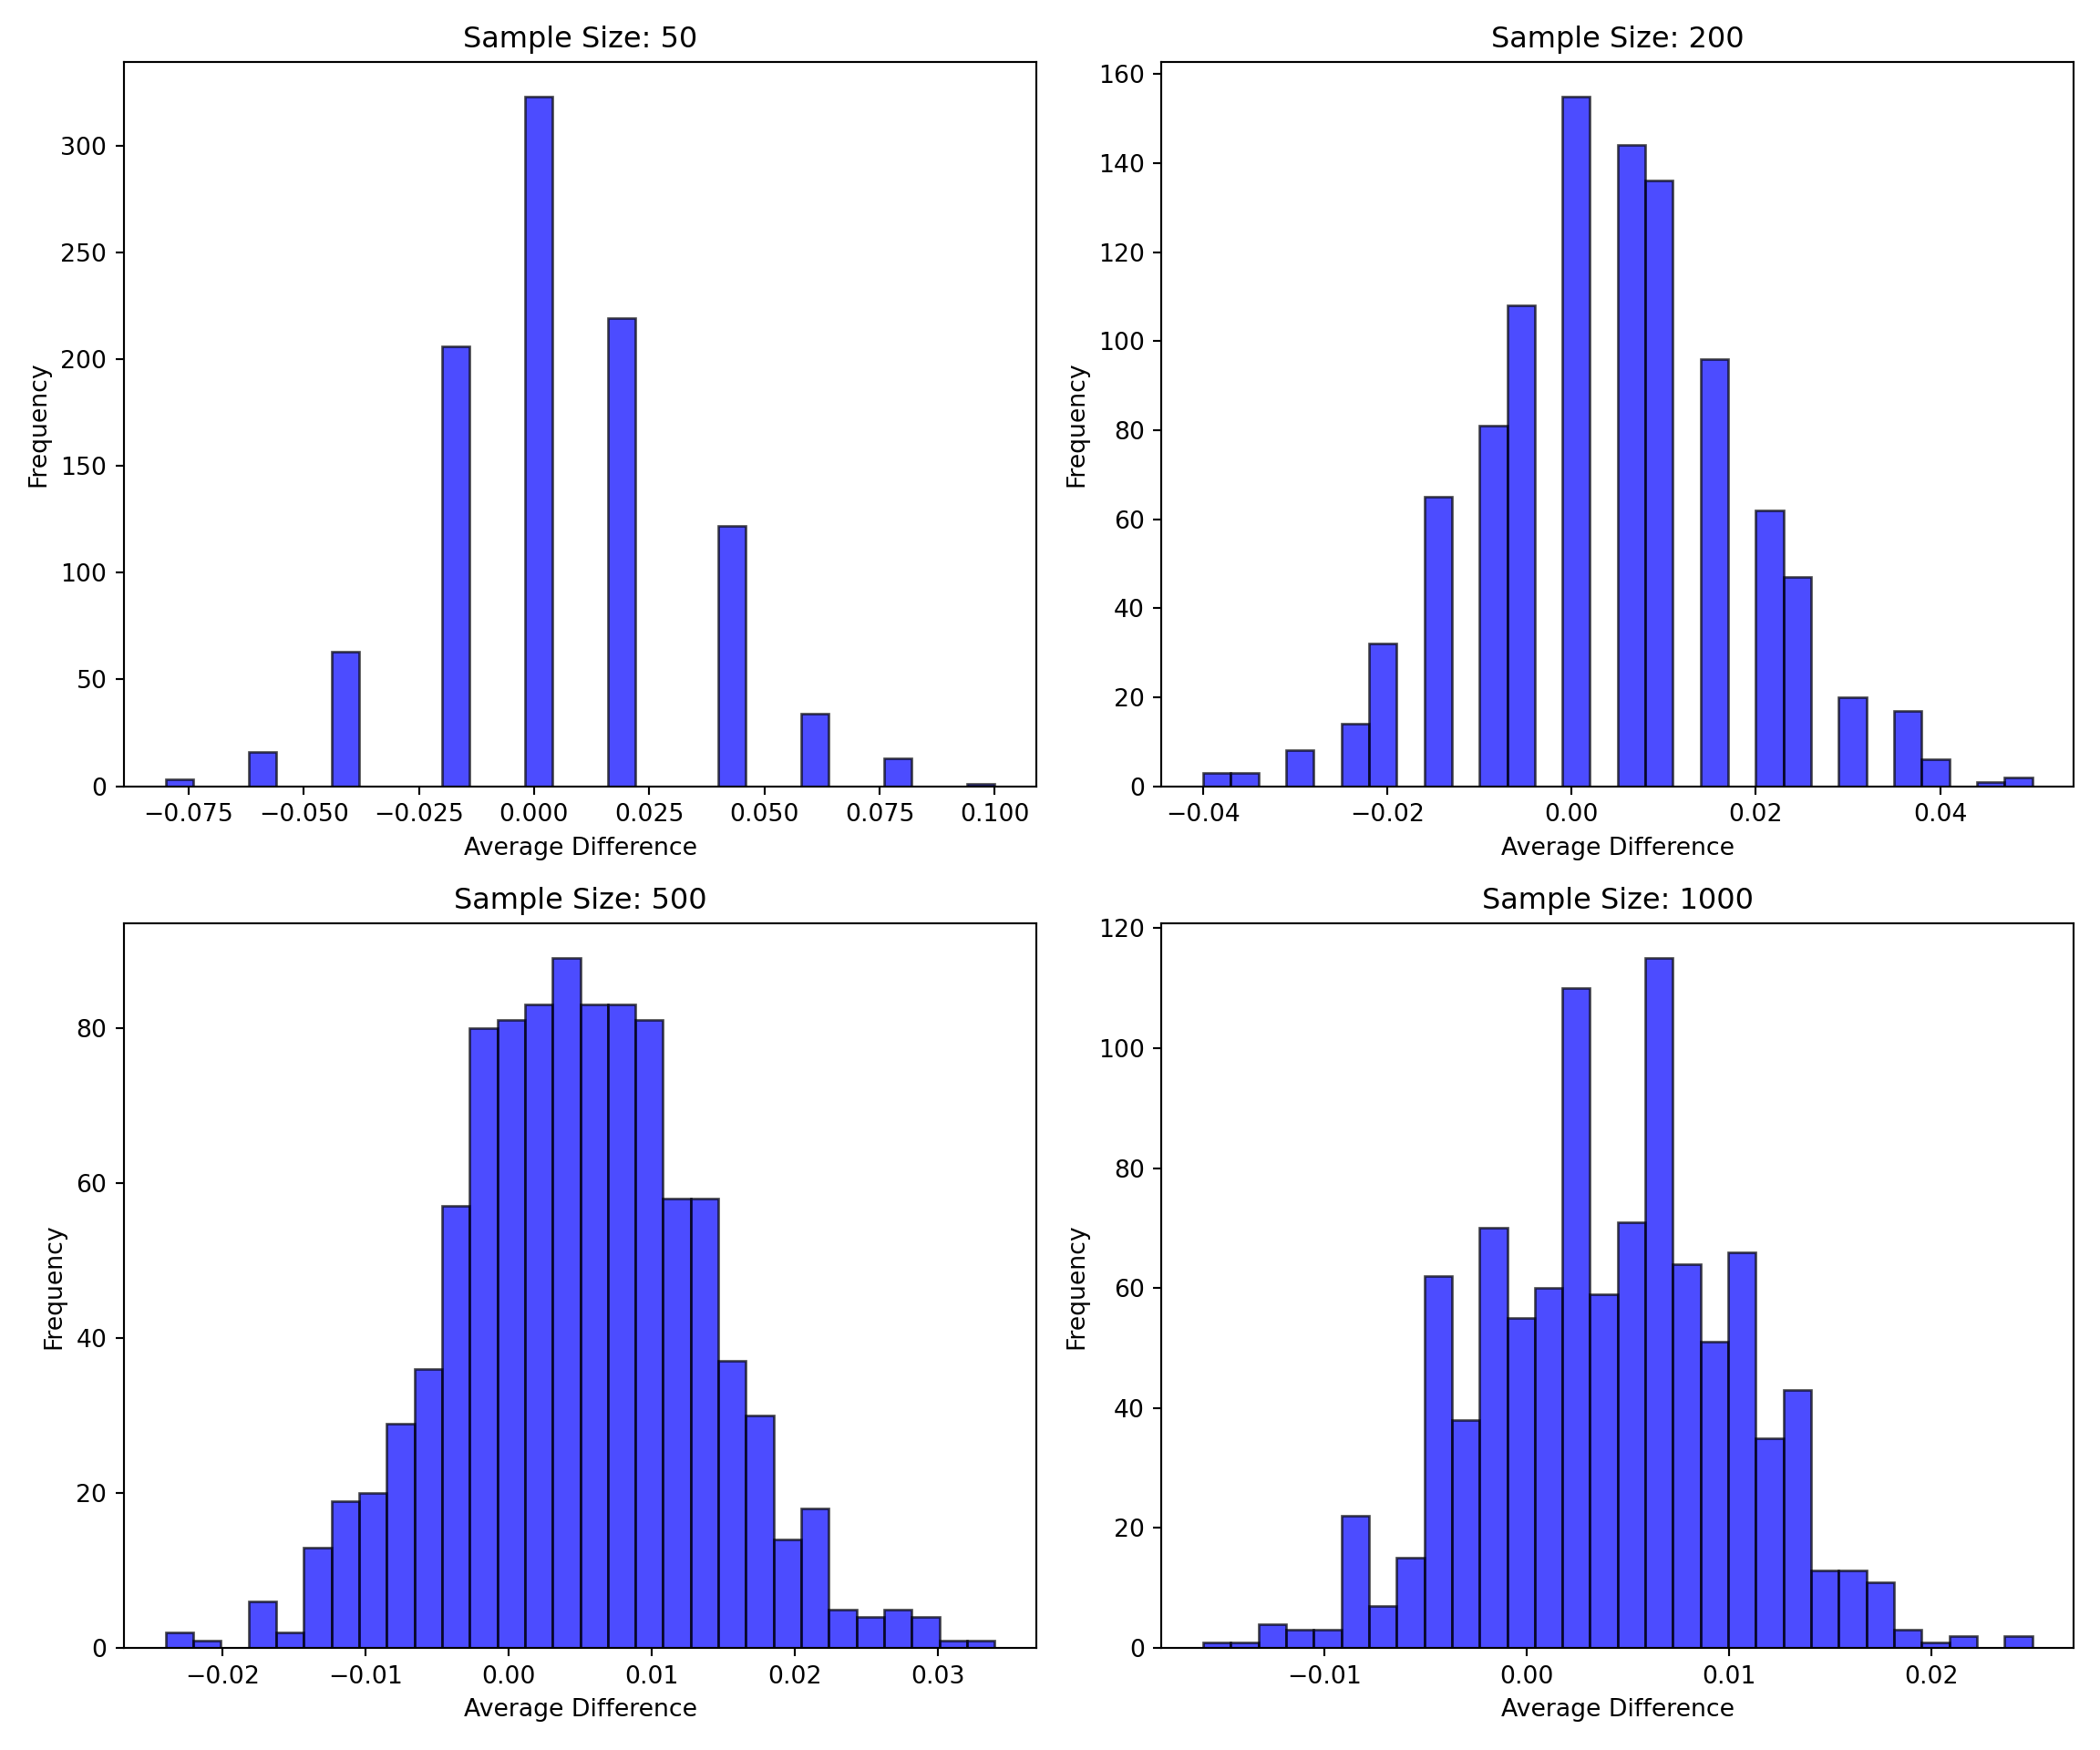 Sample Size: 50
300
250
200
150
100
50
0
Frequency
−0.075 −0.050 −0.025 0.000 0.025 0.050 0.075 0.100
Average Difference
Sample Size: 200
160
140
120
100
80
60
40
20
0
Frequency
−0.04 −0.02 0.00 0.02 0.04
Average Difference
Sample Size: 500
80
60
40
20
0
Frequency
−0.02 −0.01 0.00 0.01 0.02 0.03
Average Difference
Sample Size: 1000
120
100
80
60
40
20
0
Frequency
−0.01 0.00 0.01 0.02
Average Difference